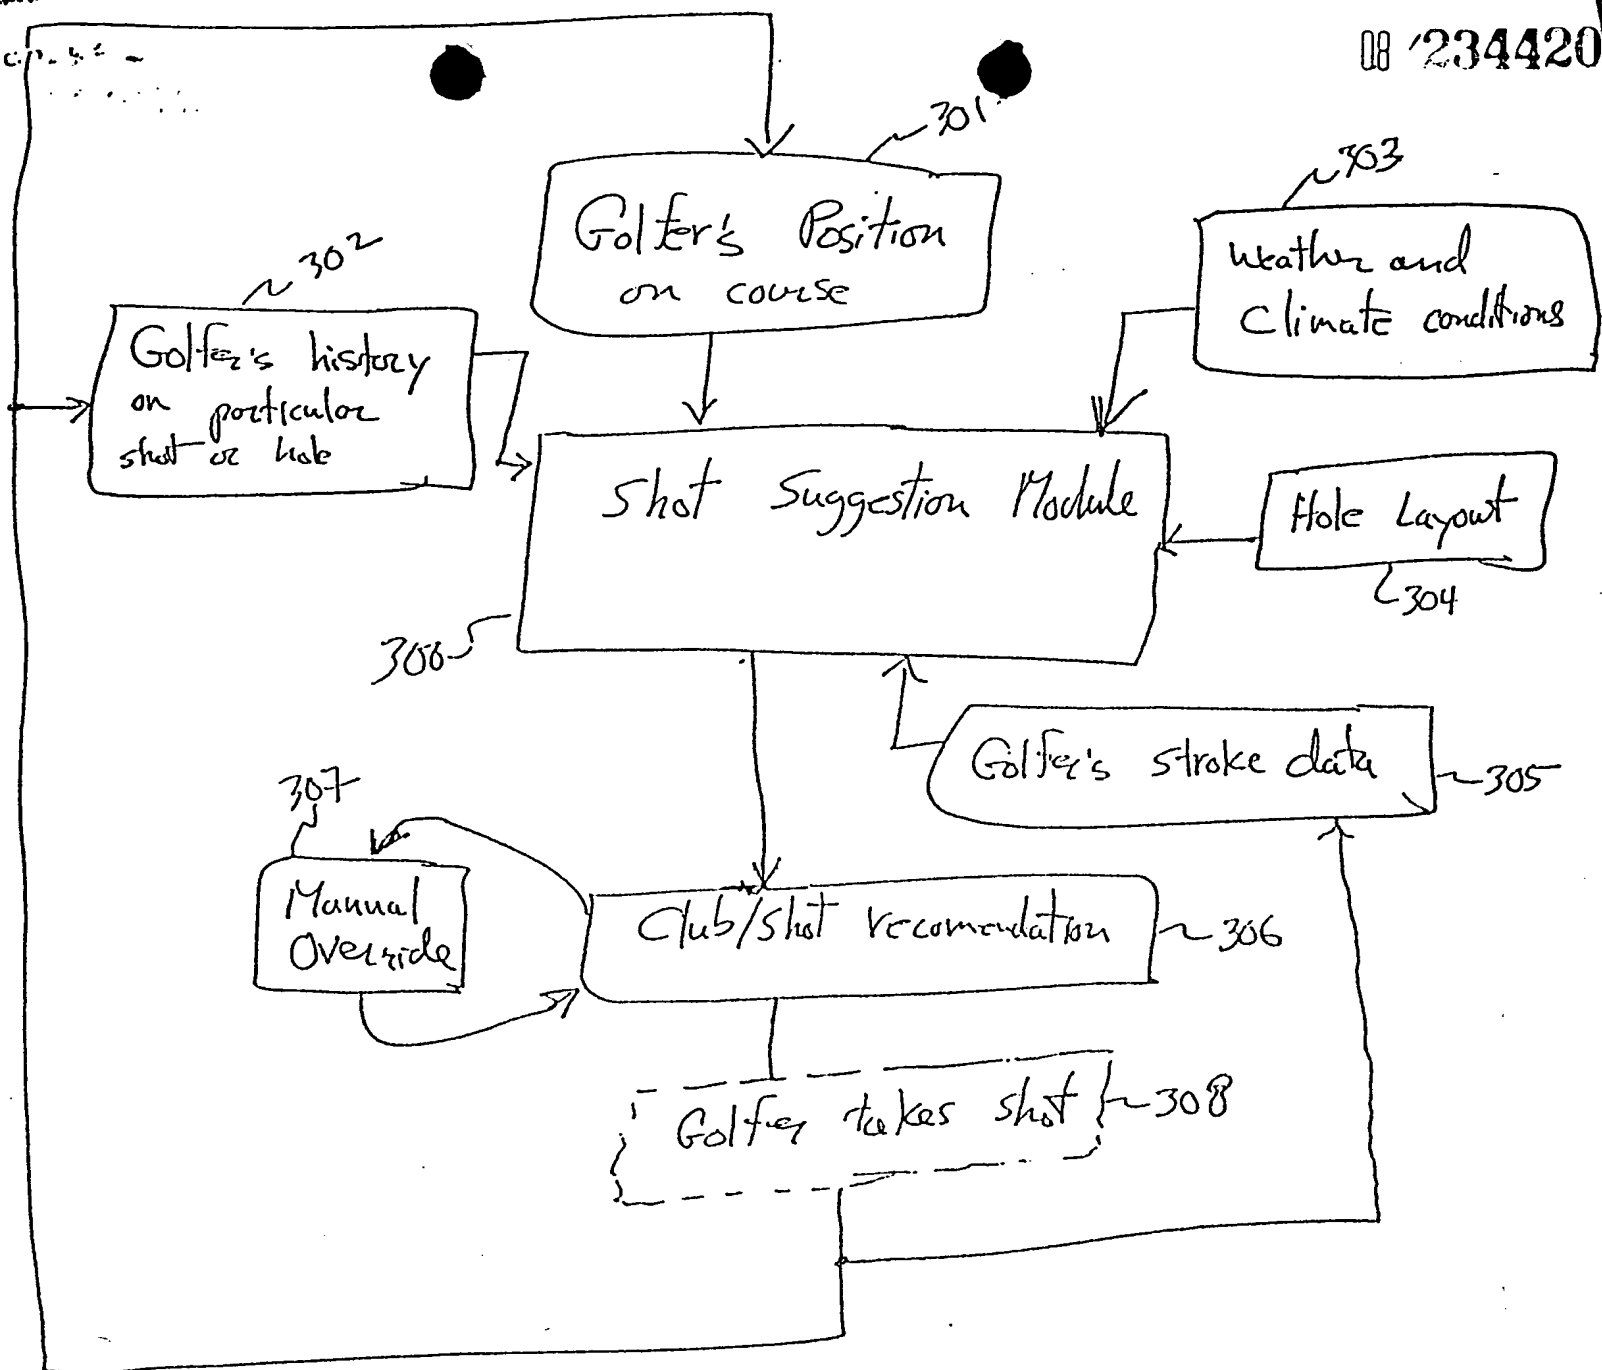 08 / 234420
301
303
Golfer's Position
on course
Weather and
Climate conditions
302
Golfer's history
on particular
shot or hole
Shot Suggestion Module
Hole Layout
304
300
Golfer's stroke data
305
307
Manual
Override
Club/Shot recomendation
306
Golfer takes shot
308